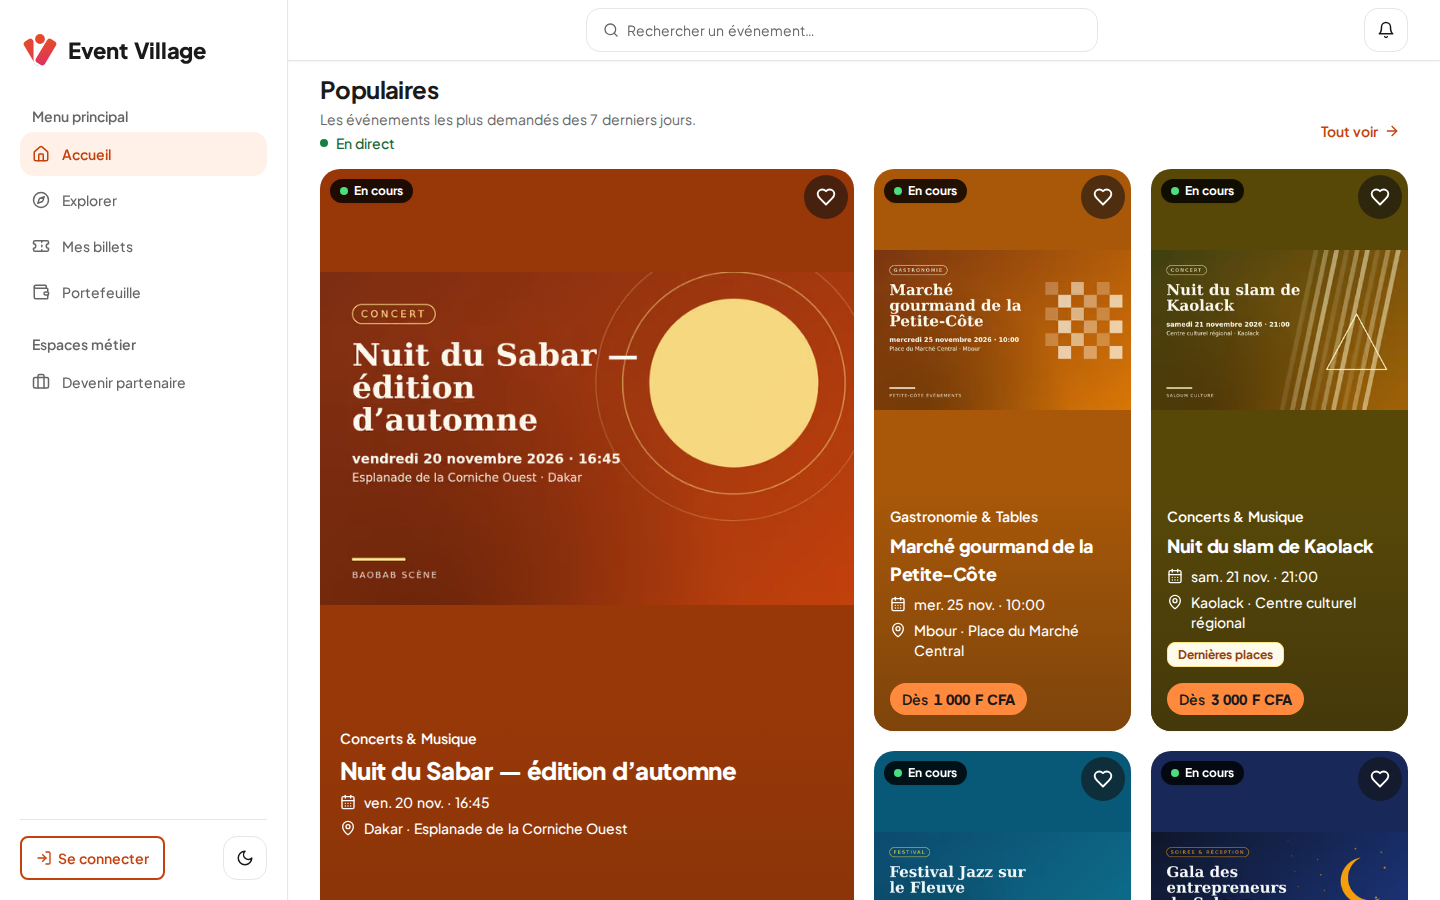 Event Village
Rechercher un événement...
Menu principal
Accueil
Explorer
Mes billets
Portefeuille
Espaces métier
Devenir partenaire
Se connecter
Populaires
Les événements les plus demandés des 7 derniers jours.
En direct
Tout voir
En cours
CONCERT
Nuit du Sabar —
édition
d’automne
vendredi 20 novembre 2026 · 16:45
Esplanade de la Corniche Ouest · Dakar
BAOBAB SCÈNE
Concerts & Musique
Nuit du Sabar — édition d’automne
ven. 20 nov. · 16:45
Dakar · Esplanade de la Corniche Ouest
En cours
GASTRONOMIE
Marché
gourmand de la
Petite-Côte
mercredi 25 novembre 2026 · 10:00
Place du Marché Central · Mbour
PETITE-CÔTE ÉVÉNEMENTS
Gastronomie & Tables
Marché gourmand de la
Petite-Côte
mer. 25 nov. · 10:00
Mbour · Place du Marché
Central
Dès 1 000 F CFA
En cours
CONCERT
Nuit du slam de
Kaolack
samedi 21 novembre 2026 · 21:00
Centre culturel régional · Kaolack
SALOUM CULTURE
Concerts & Musique
Nuit du slam de Kaolack
sam. 21 nov. · 21:00
Kaolack · Centre culturel
régional
Dernières places
Dès 3 000 F CFA
En cours
FESTIVAL
Festival Jazz sur
le Fleuve
En cours
SOIRÉE & RÉCEPTION
Gala des
entrepreneurs